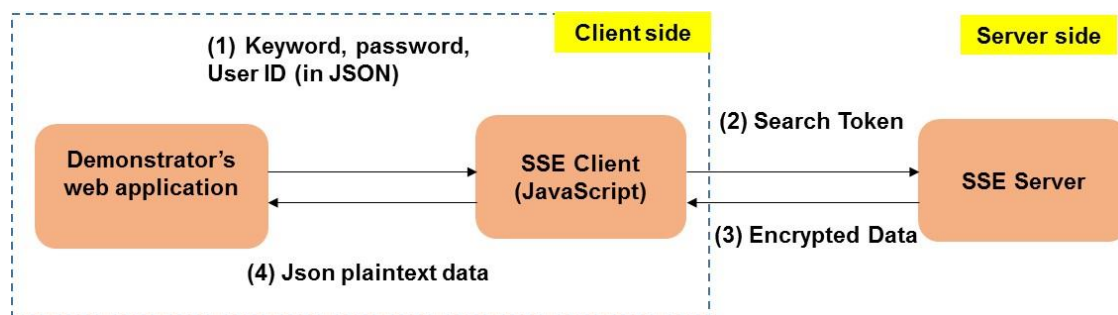 Client side
Server side
(1) Keyword, password,
User ID (in JSON)
(2) Search Token
Demonstrator's
web application
SSE Client
(JavaScript)
SSE Server
(3) Encrypted Data
(4) Json plaintext data